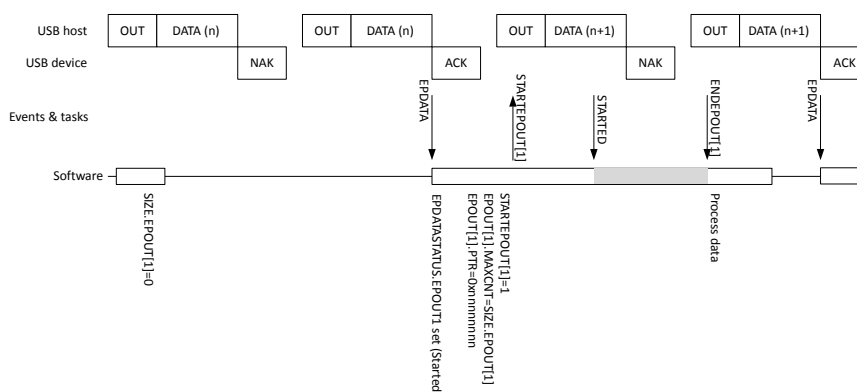 USB host
OUT
DATA (n)
OUT
DATA (n)
OUT
DATA (n+1)
OUT
DATA (n+1)
USB device
NAK
ACK
NAK
ACK
Events & tasks
EPDATA
STARTEPOUT[1]
STARTED
ENDEPOUT[1]
EPDATA
Software
SIZE.EPOUT[1]=0
EPDATASTATUS.EPOUT1 set (Started
EPOUT[1].PTR=0xnnnnnnnn
EPOUT[1].MAXCNT=SIZE.EPOUT[1]
STARTEPOUT[1]=1
Process data